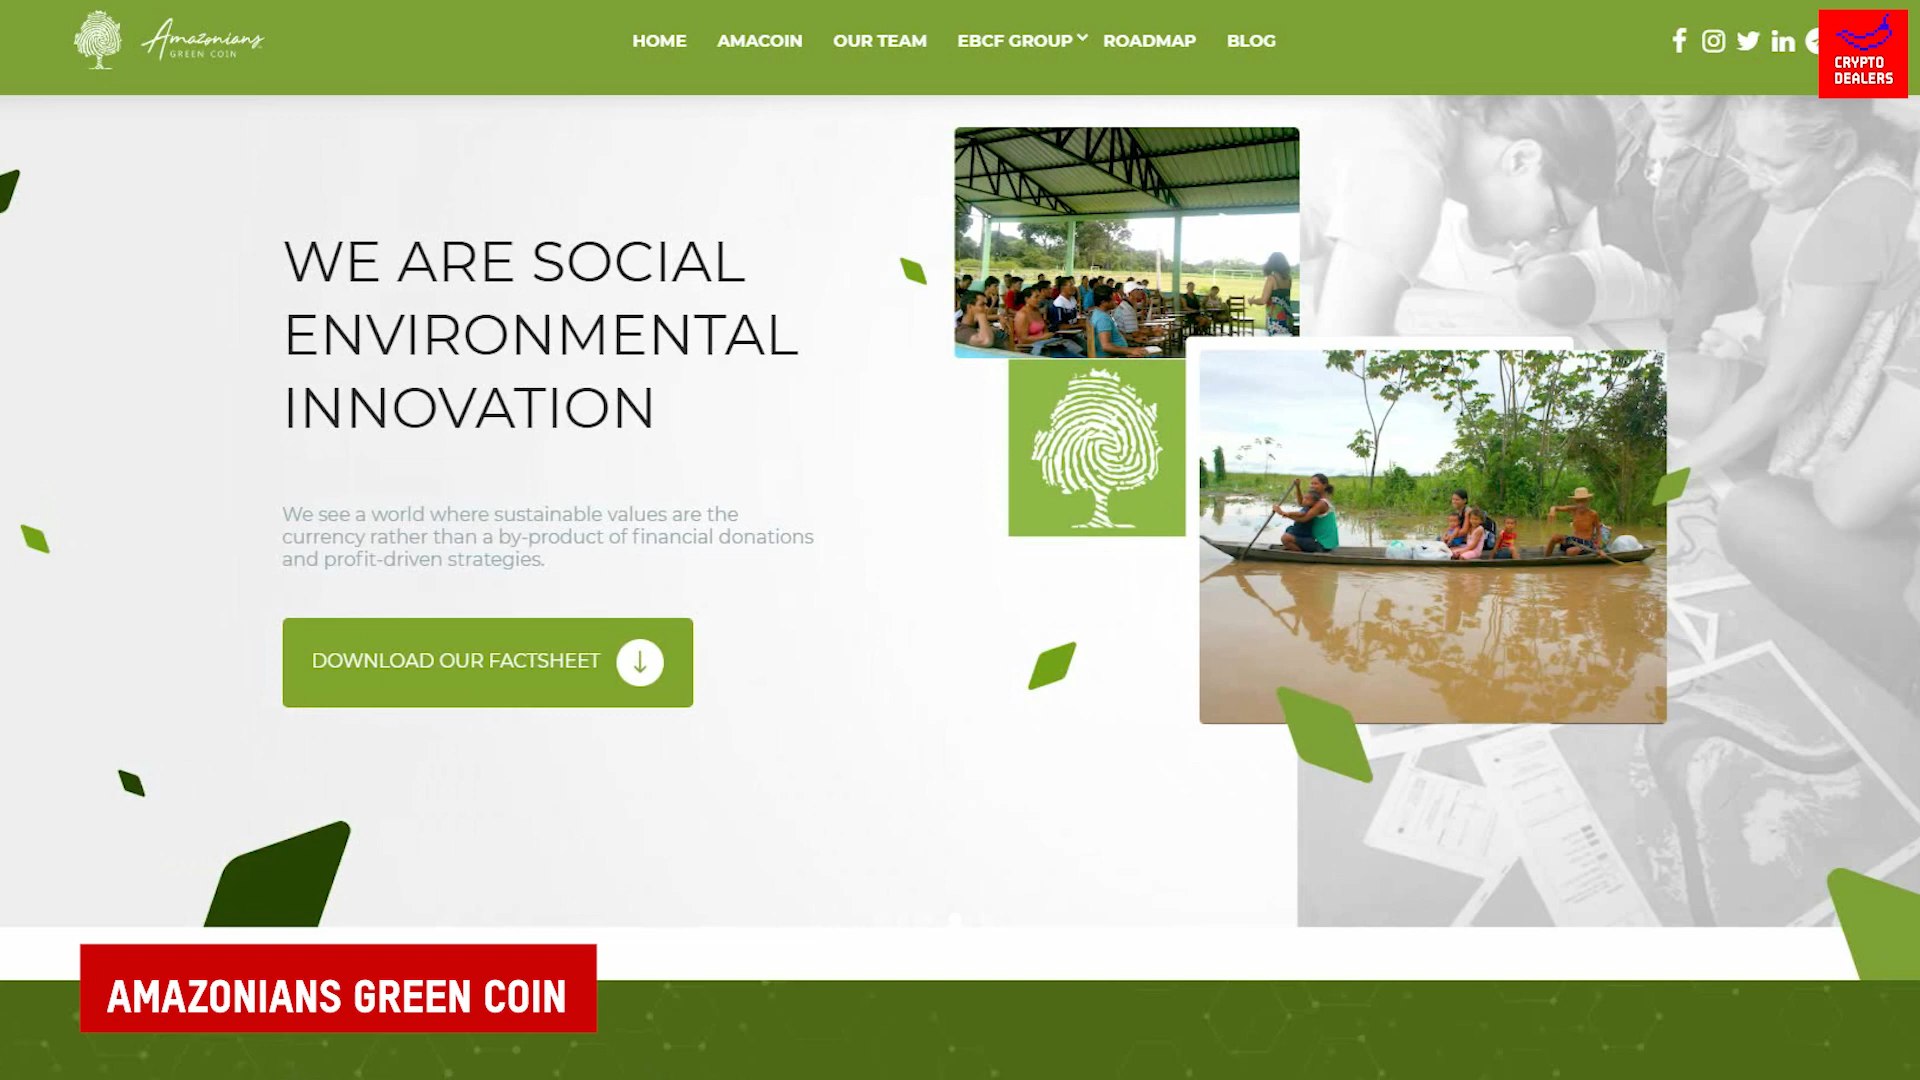 Amazonians
GREEN COIN
HOME
AMACOIN
OUR TEAM
EBCF GROUP
ROADMAP
BLOG
CRYPTO
DEALERS
WE ARE SOCIAL
ENVIRONMENTAL
INNOVATION
We see a world where sustainable values are the
currency rather than a by-product of financial donations
and profit-driven strategies.
DOWNLOAD OUR FACTSHEET
AMAZONIANS GREEN COIN